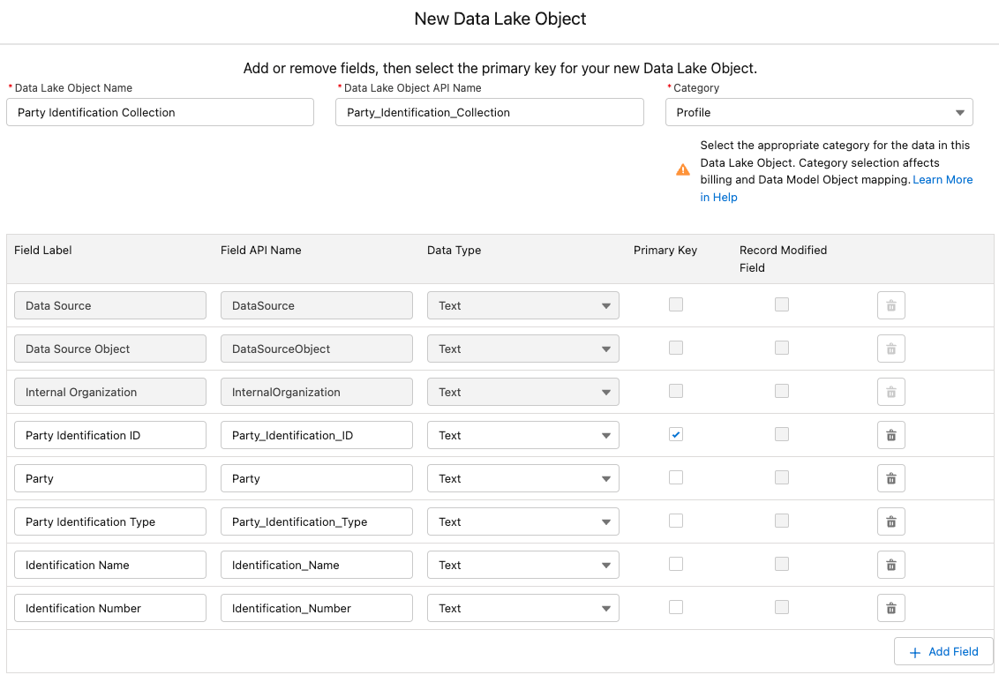 New Data Lake Object
Add or remove fields, then select the primary key for your new Data Lake Object.
* Data Lake Object Name
* Data Lake Object API Name
* Category
Party Identification Collection
Party_Identification_Collection
Profile
Select the appropriate category for the data in this
Data Lake Object. Category selection affects
billing and Data Model Object mapping. Learn More
in Help
Field Label
Field API Name
Data Type
Primary Key
Record Modified
Field
Data Source
DataSource
Text
Data Source Object
DataSourceObject
Text
Internal Organization
InternalOrganization
Text
Party Identification ID
Party_Identification_ID
Text
Party
Party
Text
Party Identification Type
Party_Identification_Type
Text
Identification Name
Identification_Name
Text
Identification Number
Identification_Number
Text
Add Field